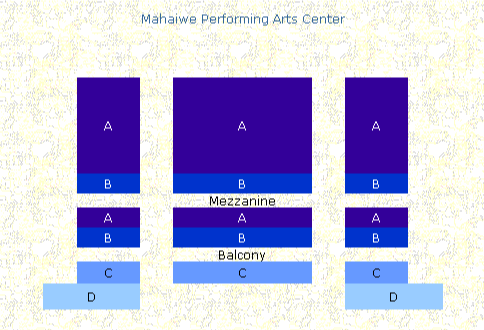 Mahaiwe Performing Arts Center
A A A
B B B
Mezzanine
A A A
B B B
Balcony
C C C
D D